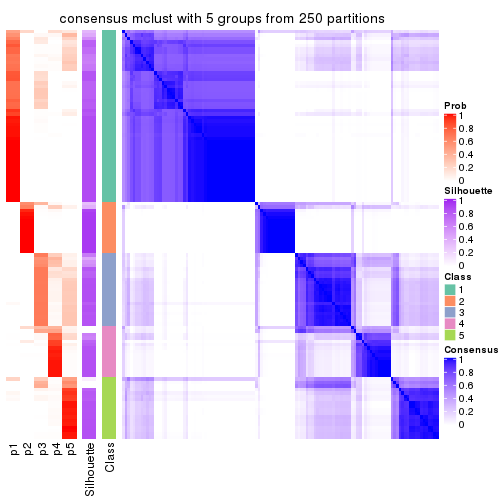 consensus mclust with 5 groups from 250 partitions
Prob
1
0.8
0.6
0.4
0.2
0
Silhouette
1
0.8
0.6
0.4
0.2
0
Class
1
2
3
4
5
Consensus
1
0.8
0.6
0.4
0.2
0
p1
p2
p3
p4
p5
Silhouette
Class